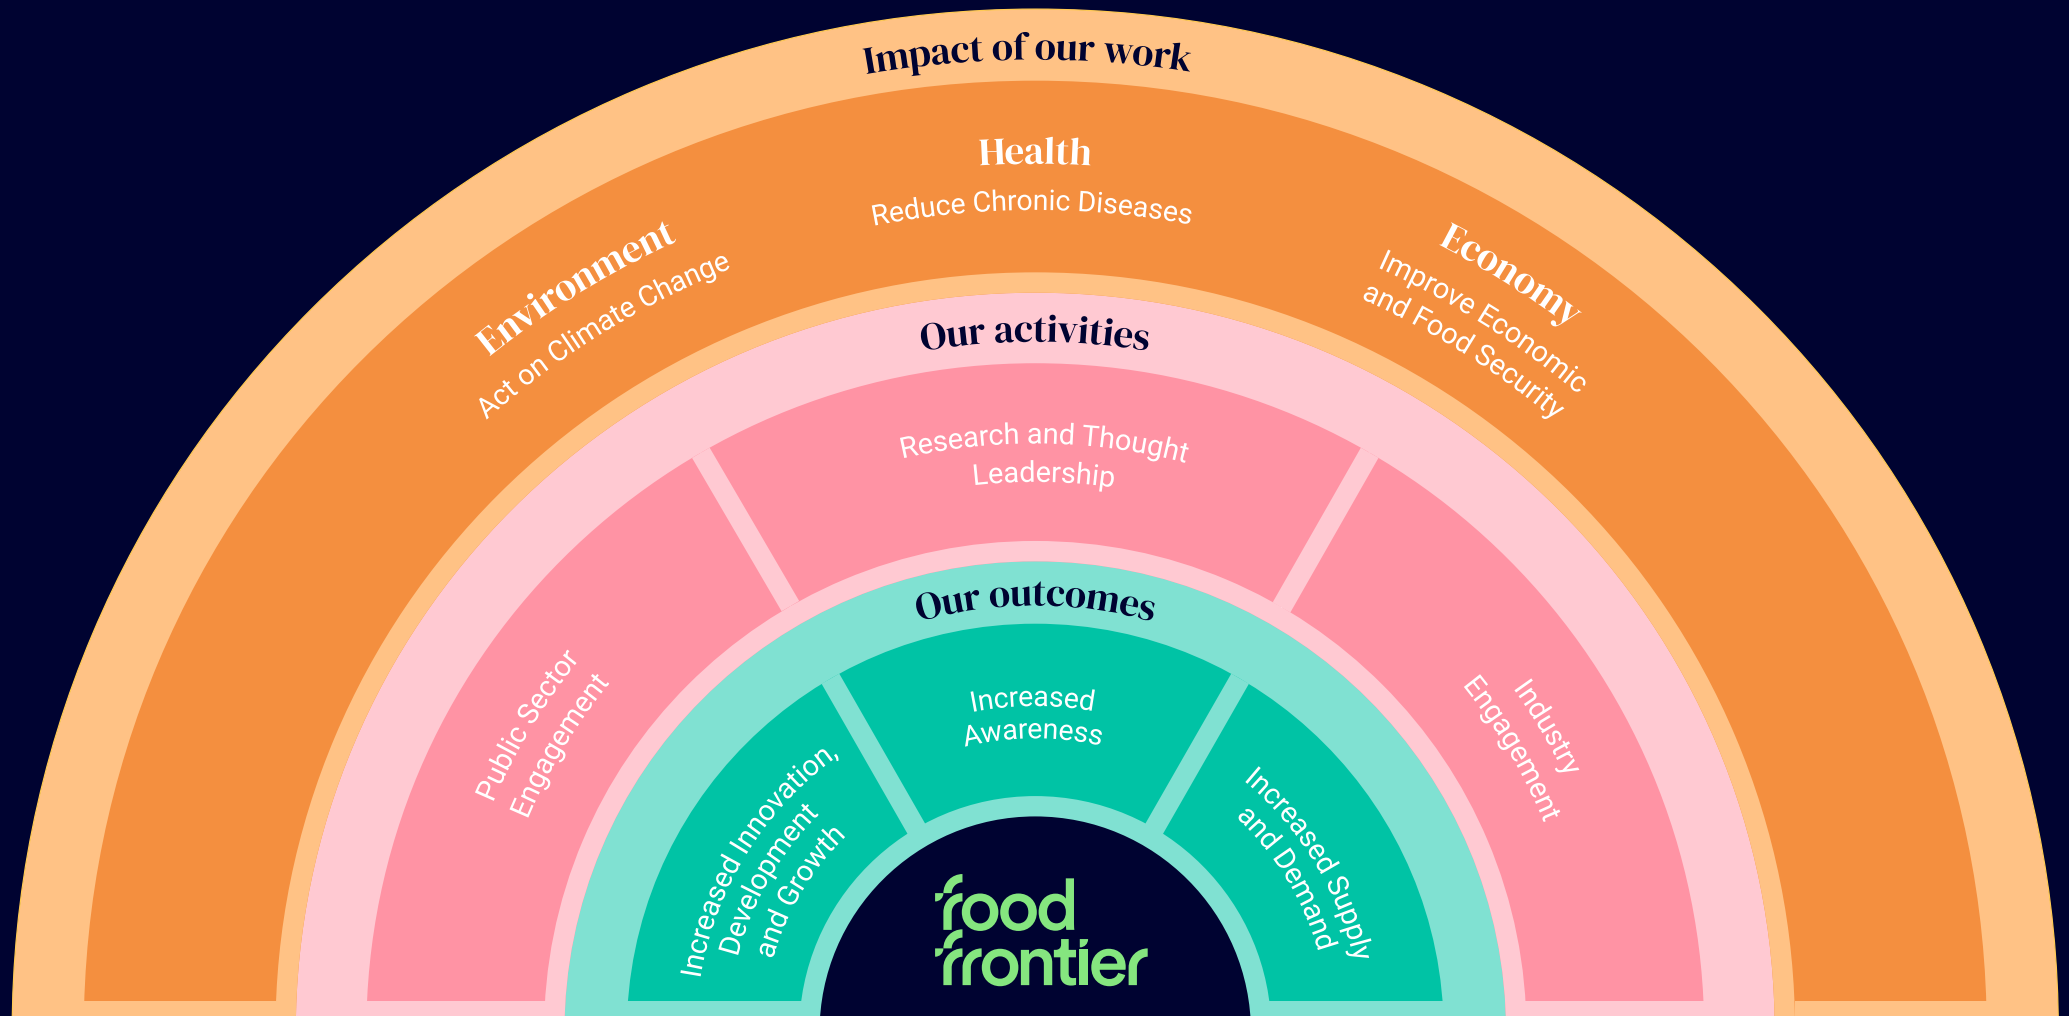 Impact of our work
Environment
Act on Climate Change
Health
Reduce Chronic Diseases
Economy
Improve Economic
and Food Security
Our activities
Public Sector
Engagement
Research and Thought
Leadership
Industry
Engagement
Our outcomes
Increased Innovation,
Development
and Growth
Increased
Awareness
Increased Supply
and Demand
food
frontier